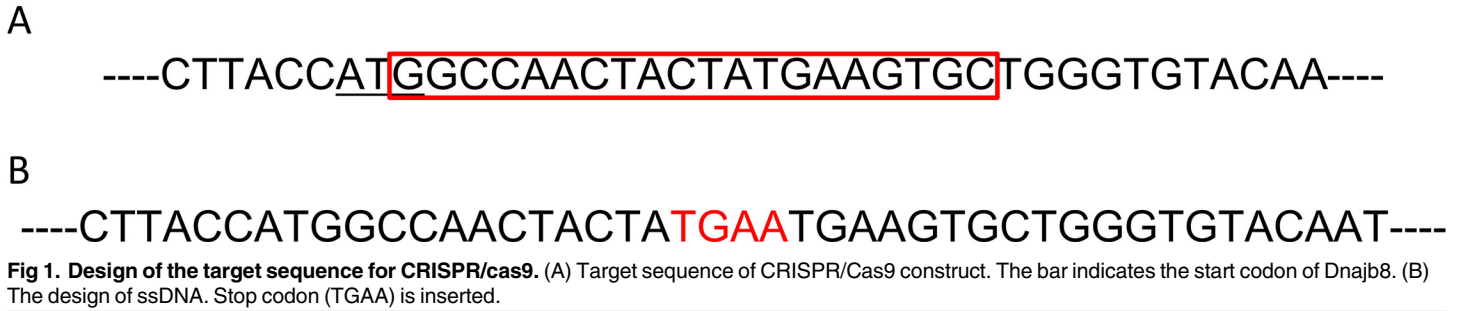 A
----CTTACCATGGCCAACTACTATGAAGTGCTGGGTGTACAA----
B
----CTTACCATGGCCAACTACTATGAATGAAGTGCTGGGTGTACAAT----
Fig 1. Design of the target sequence for CRISPR/cas9. (A) Target sequence of CRISPR/Cas9 construct. The bar indicates the start codon of Dnajb8. (B)
The design of ssDNA. Stop codon (TGAA) is inserted.